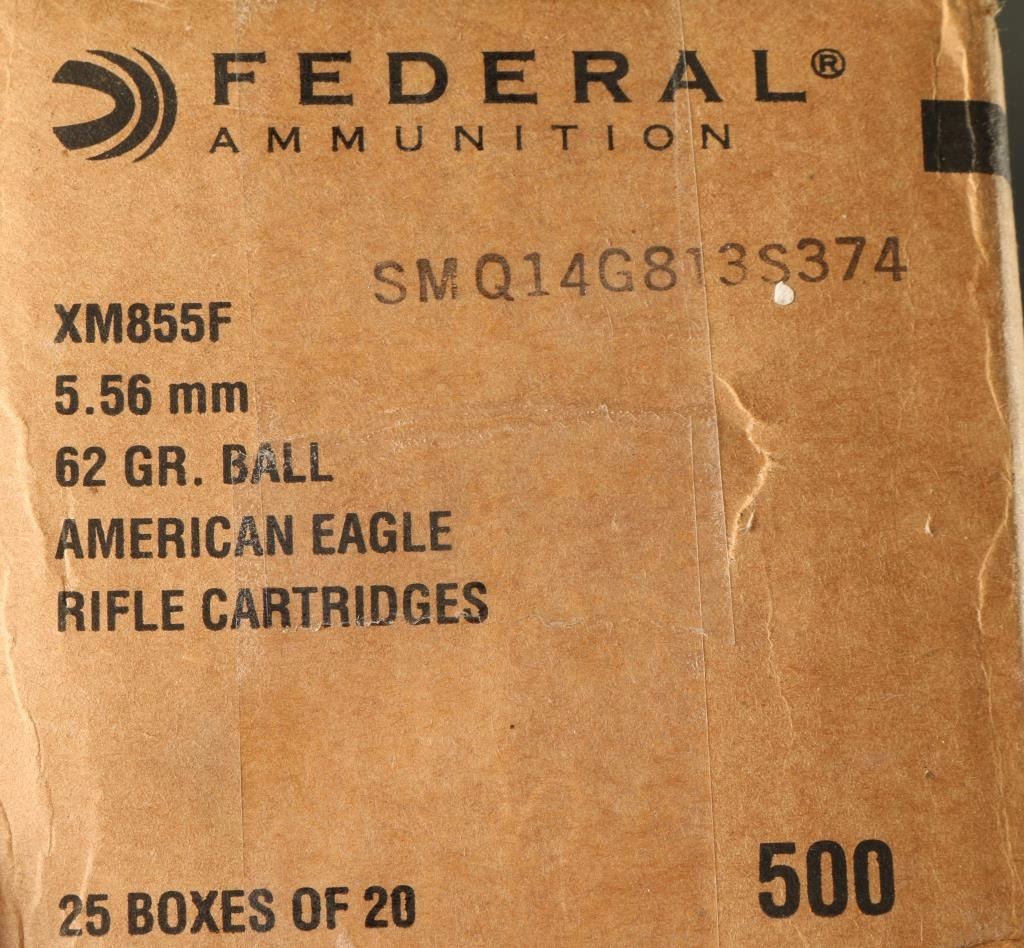 FEDERAL®
AMMUNITION
SMQ14G813S374
XM855F
5.56 mm
62 GR. BALL
AMERICAN EAGLE
RIFLE CARTRIDGES
25 BOXES OF 20
500